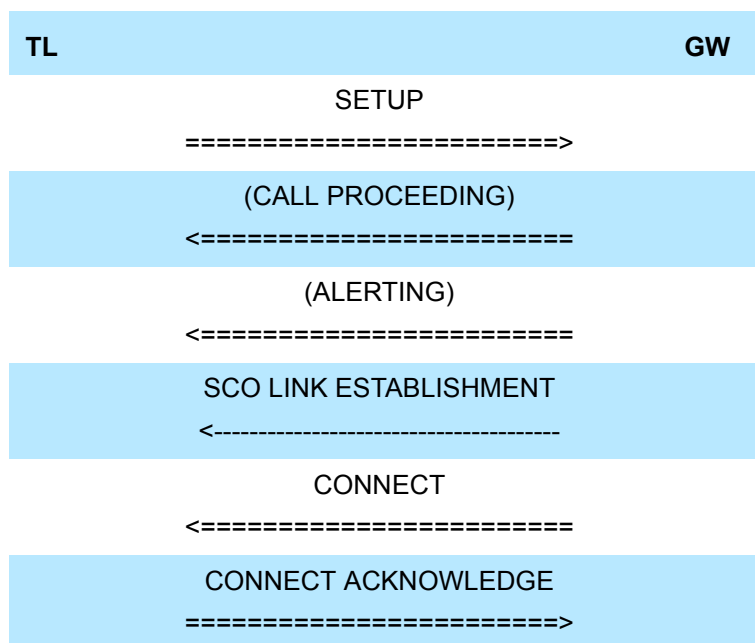 TL GW
SETUP
========================>
(CALL PROCEEDING)
<========================
(ALERTING)
<========================
SCO LINK ESTABLISHMENT
<---------------------------------------
CONNECT
<========================
CONNECT ACKNOWLEDGE
========================>